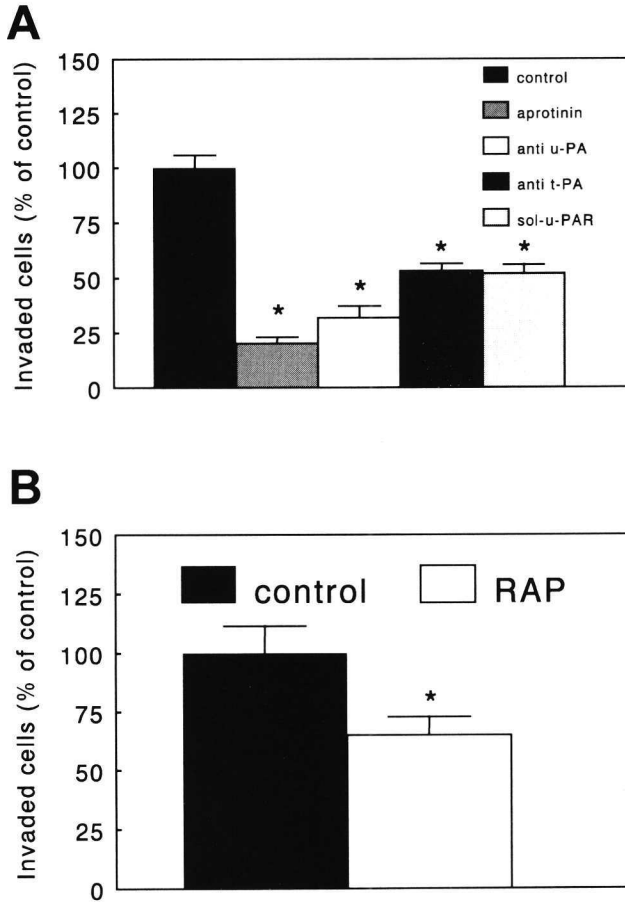 A
Invaded cells (% of control)
150
125
100
75
50
25
0
control
aprotinin
anti u-PA
anti t-PA
sol-u-PAR
*
*
*
*
B
Invaded cells (% of control)
150
125
100
75
50
25
0
control
RAP
*